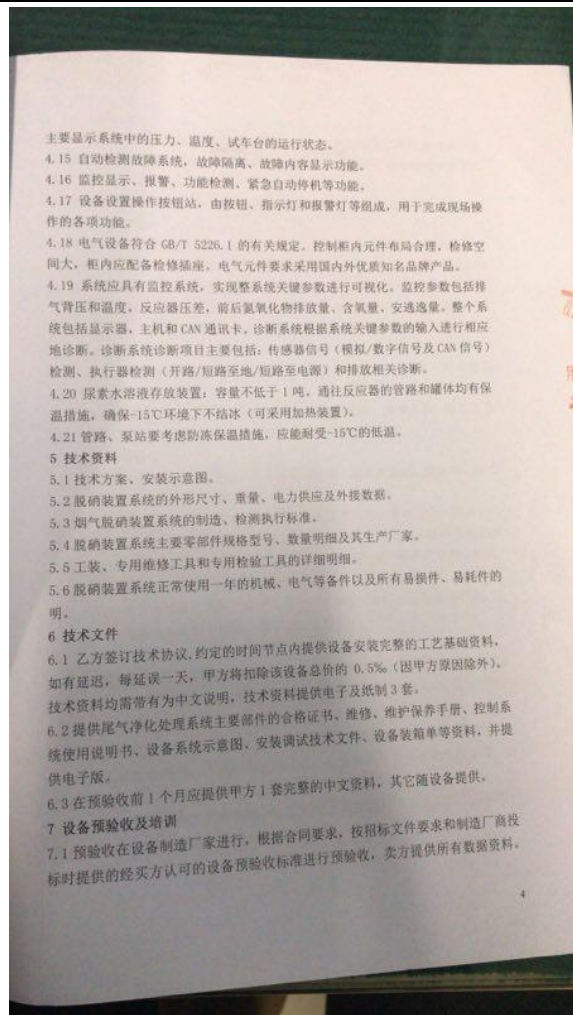 主要显示系统中的压力、温度、试车台的运行状态。
4.15 自动检测故障系统，故障隔离、故障内容显示功能。
4.16 监控显示、报警、功能检测、紧急自动停机等功能。
4.17 设备设置操作按钮站，由按钮、指示灯和报警灯等组成，用于完成现场操
作的各项功能。
4.18 电气设备符合 GB/T 5226.1 的有关规定。控制柜内元件布局合理，检修空
间大，柜内应配备检修插座。电气元件要求采用国内外优质知名品牌产品。
4.19 系统应具有监控系统，实现整系统关键参数进行可视化。监控参数包括排
气背压和温度，反应器压差，前后氮氧化物排放量、含氧量、安逃逸量。整个系
统包括显示器，主机和 CAN 通讯卡。诊断系统根据系统关键参数的输入进行相应
地诊断。诊断系统诊断项目主要包括：传感器信号（模拟/数字信号及 CAN 信号）
检测、执行器检测（开路/短路至地/短路至电源）和排放相关诊断。
4.20 尿素水溶液存放装置：容量不低于 1 吨，通往反应器的管路和罐体均有保
温措施，确保-15℃环境下不结冰（可采用加热装置）。
4.21 管路、泵站要考虑防冻保温措施，应能耐受-15℃的低温。
5 技术资料
5.1 技术方案、安装示意图。
5.2 脱硝装置系统的外形尺寸、重量、电力供应及外接数据。
5.3 烟气脱硝装置系统的制造、检测执行标准。
5.4 脱硝装置系统主要零部件规格型号、数量明细及其生产厂家。
5.5 工装、专用维修工具和专用检验工具的详细明细。
5.6 脱硝装置系统正常使用一年的机械、电气等备件以及所有易损件、易耗件的
明。
6 技术文件
6.1 乙方签订技术协议,约定的时间节点内提供设备安装完整的工艺基础资料，
如有延迟，每延误一天，甲方将扣除该设备总价的 0.5‰（因甲方原因除外）。
技术资料均需带有为中文说明，技术资料提供电子及纸制 3 套。
6.2 提供尾气净化处理系统主要部件的合格证书、维修、维护保养手册、控制系
统使用说明书、设备系统示意图、安装调试技术文件、设备装箱单等资料，并提
供电子版。
6.3 在预验收前 1 个月应提供甲方 1 套完整的中文资料，其它随设备提供。
7 设备预验收及培训
7.1 预验收在设备制造厂家进行，根据合同要求，按招标文件要求和制造厂商投
标时提供的经买方认可的设备预验收标准进行预验收，卖方提供所有数据资料。
4